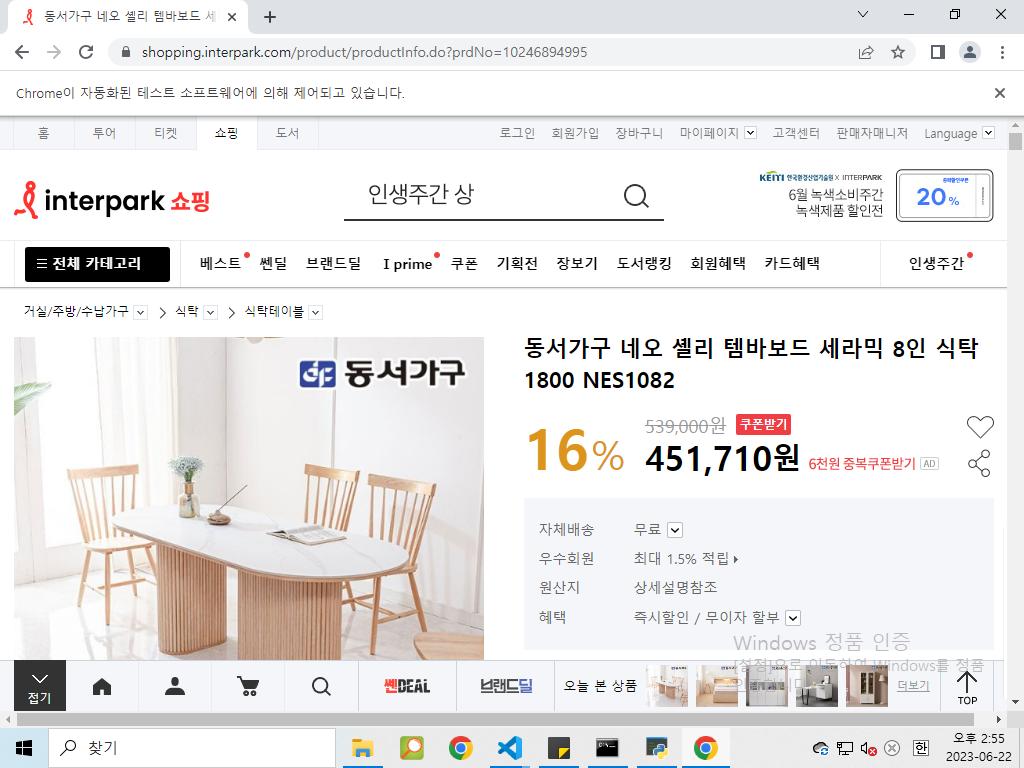 동서가구 네오 셸리 템바보드 세
shopping.interpark.com/product/productInfo.do?prdNo=10246894995
Chrome이 자동화된 테스트 소프트웨어에 의해 제어되고 있습니다.
홈 투어 티켓 쇼핑 도서 로그인 회원가입 장바구니 마이페이지 고객센터 판매자매니저 Language
interpark 쇼핑
인생주간 상
KEITI 한국환경산업기술원 X INTERPARK
6월 녹색소비주간
녹색제품 할인전
중복할인쿠폰
20%
전체 카테고리 베스트 쎈딜 브랜드딜 I prime 쿠폰 기획전 장보기 도서랭킹 회원혜택 카드혜택 인생주간
거실/주방/수납가구 식탁 식탁테이블
동서가구
동서가구 네오 셸리 템바보드 세라믹 8인 식탁
1800 NES1082
16%
539,000원 쿠폰받기
451,710원 6천원 중복쿠폰받기 AD
자체배송 무료
우수회원 최대 1.5% 적립
원산지 상세설명참조
혜택 즉시할인 / 무이자 할부
Windows 정품 인증
[설정]으로 이동하여 Windows를 정품
접기
쎈DEAL
브랜드딜
오늘 본 상품
더보기
TOP
찾기
한
오후 2:55
2023-06-22